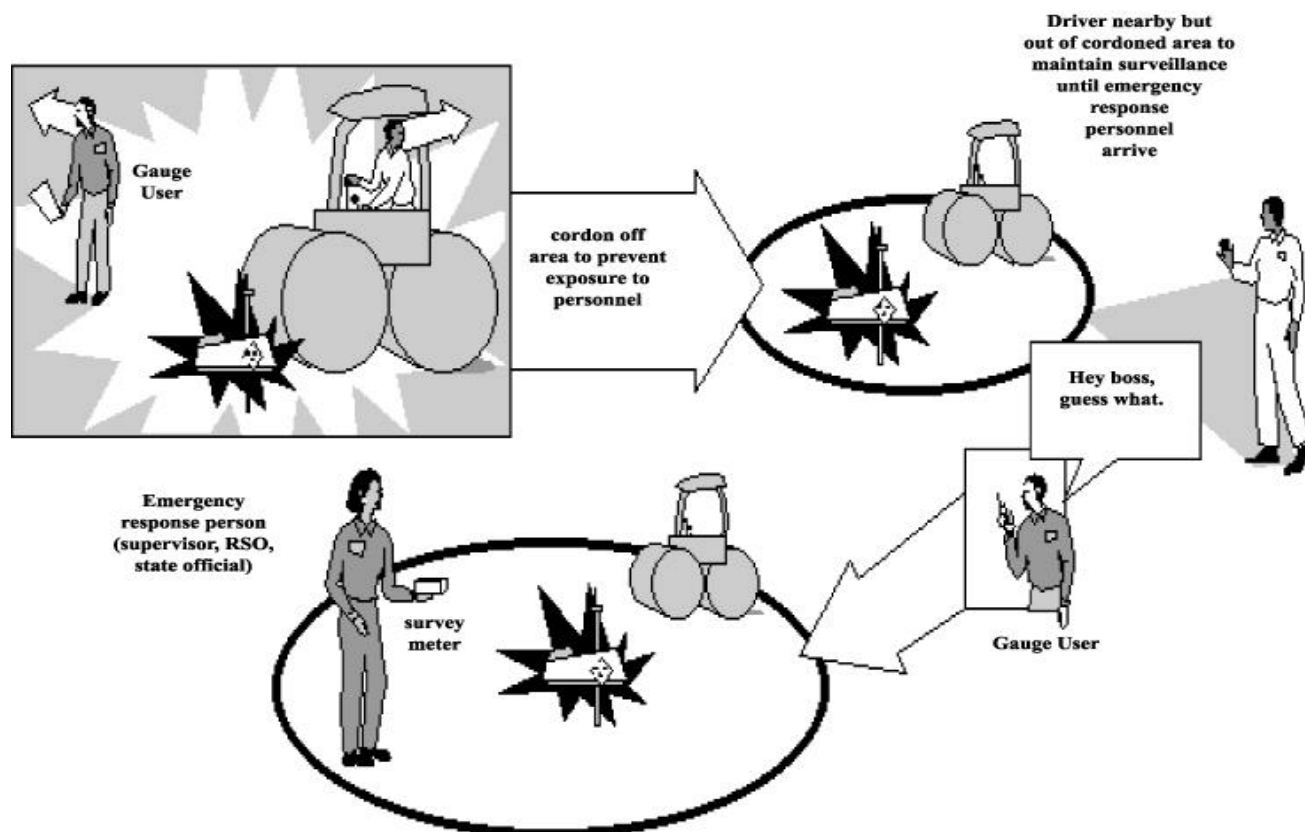 Gauge
User
cordon off
area to prevent
exposure to
personnel
Driver nearby but
out of cordoned area to
maintain surveillance
until emergency
response
personnel
arrive
Hey boss,
guess what.
Gauge User
Emergency
response person
(supervisor, RSO,
state official)
survey
meter